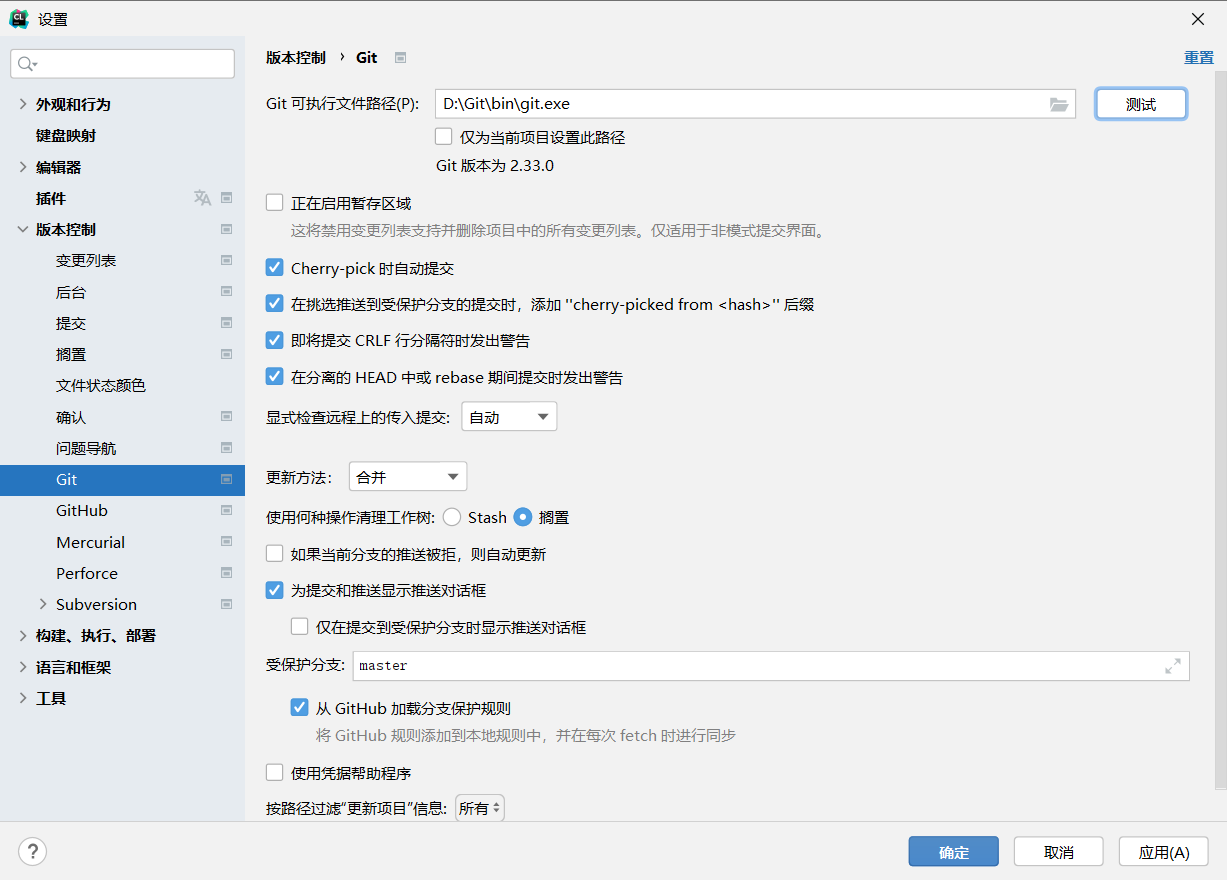 CL 设置
重置
外观和行为
键盘映射
编辑器
插件
版本控制
变更列表
后台
提交
搁置
文件状态颜色
确认
问题导航
Git
GitHub
Mercurial
Perforce
Subversion
构建、执行、部署
语言和框架
工具
版本控制 › Git
Git 可执行文件路径(P): D:\Git\bin\git.exe 测试
仅为当前项目设置此路径
Git 版本为 2.33.0
正在启用暂存区域
这将禁用变更列表支持并删除项目中的所有变更列表。仅适用于非模式提交界面。
Cherry-pick 时自动提交
在挑选推送到受保护分支的提交时，添加 ''cherry-picked from <hash>'' 后缀
即将提交 CRLF 行分隔符时发出警告
在分离的 HEAD 中或 rebase 期间提交时发出警告
显式检查远程上的传入提交: 自动
更新方法： 合并
使用何种操作清理工作树: Stash 搁置
如果当前分支的推送被拒，则自动更新
为提交和推送显示推送对话框
仅在提交到受保护分支时显示推送对话框
受保护分支: master
从 GitHub 加载分支保护规则
将 GitHub 规则添加到本地规则中，并在每次 fetch 时进行同步
使用凭据帮助程序
按路径过滤“更新项目”信息: 所有
? 确定 取消 应用(A)